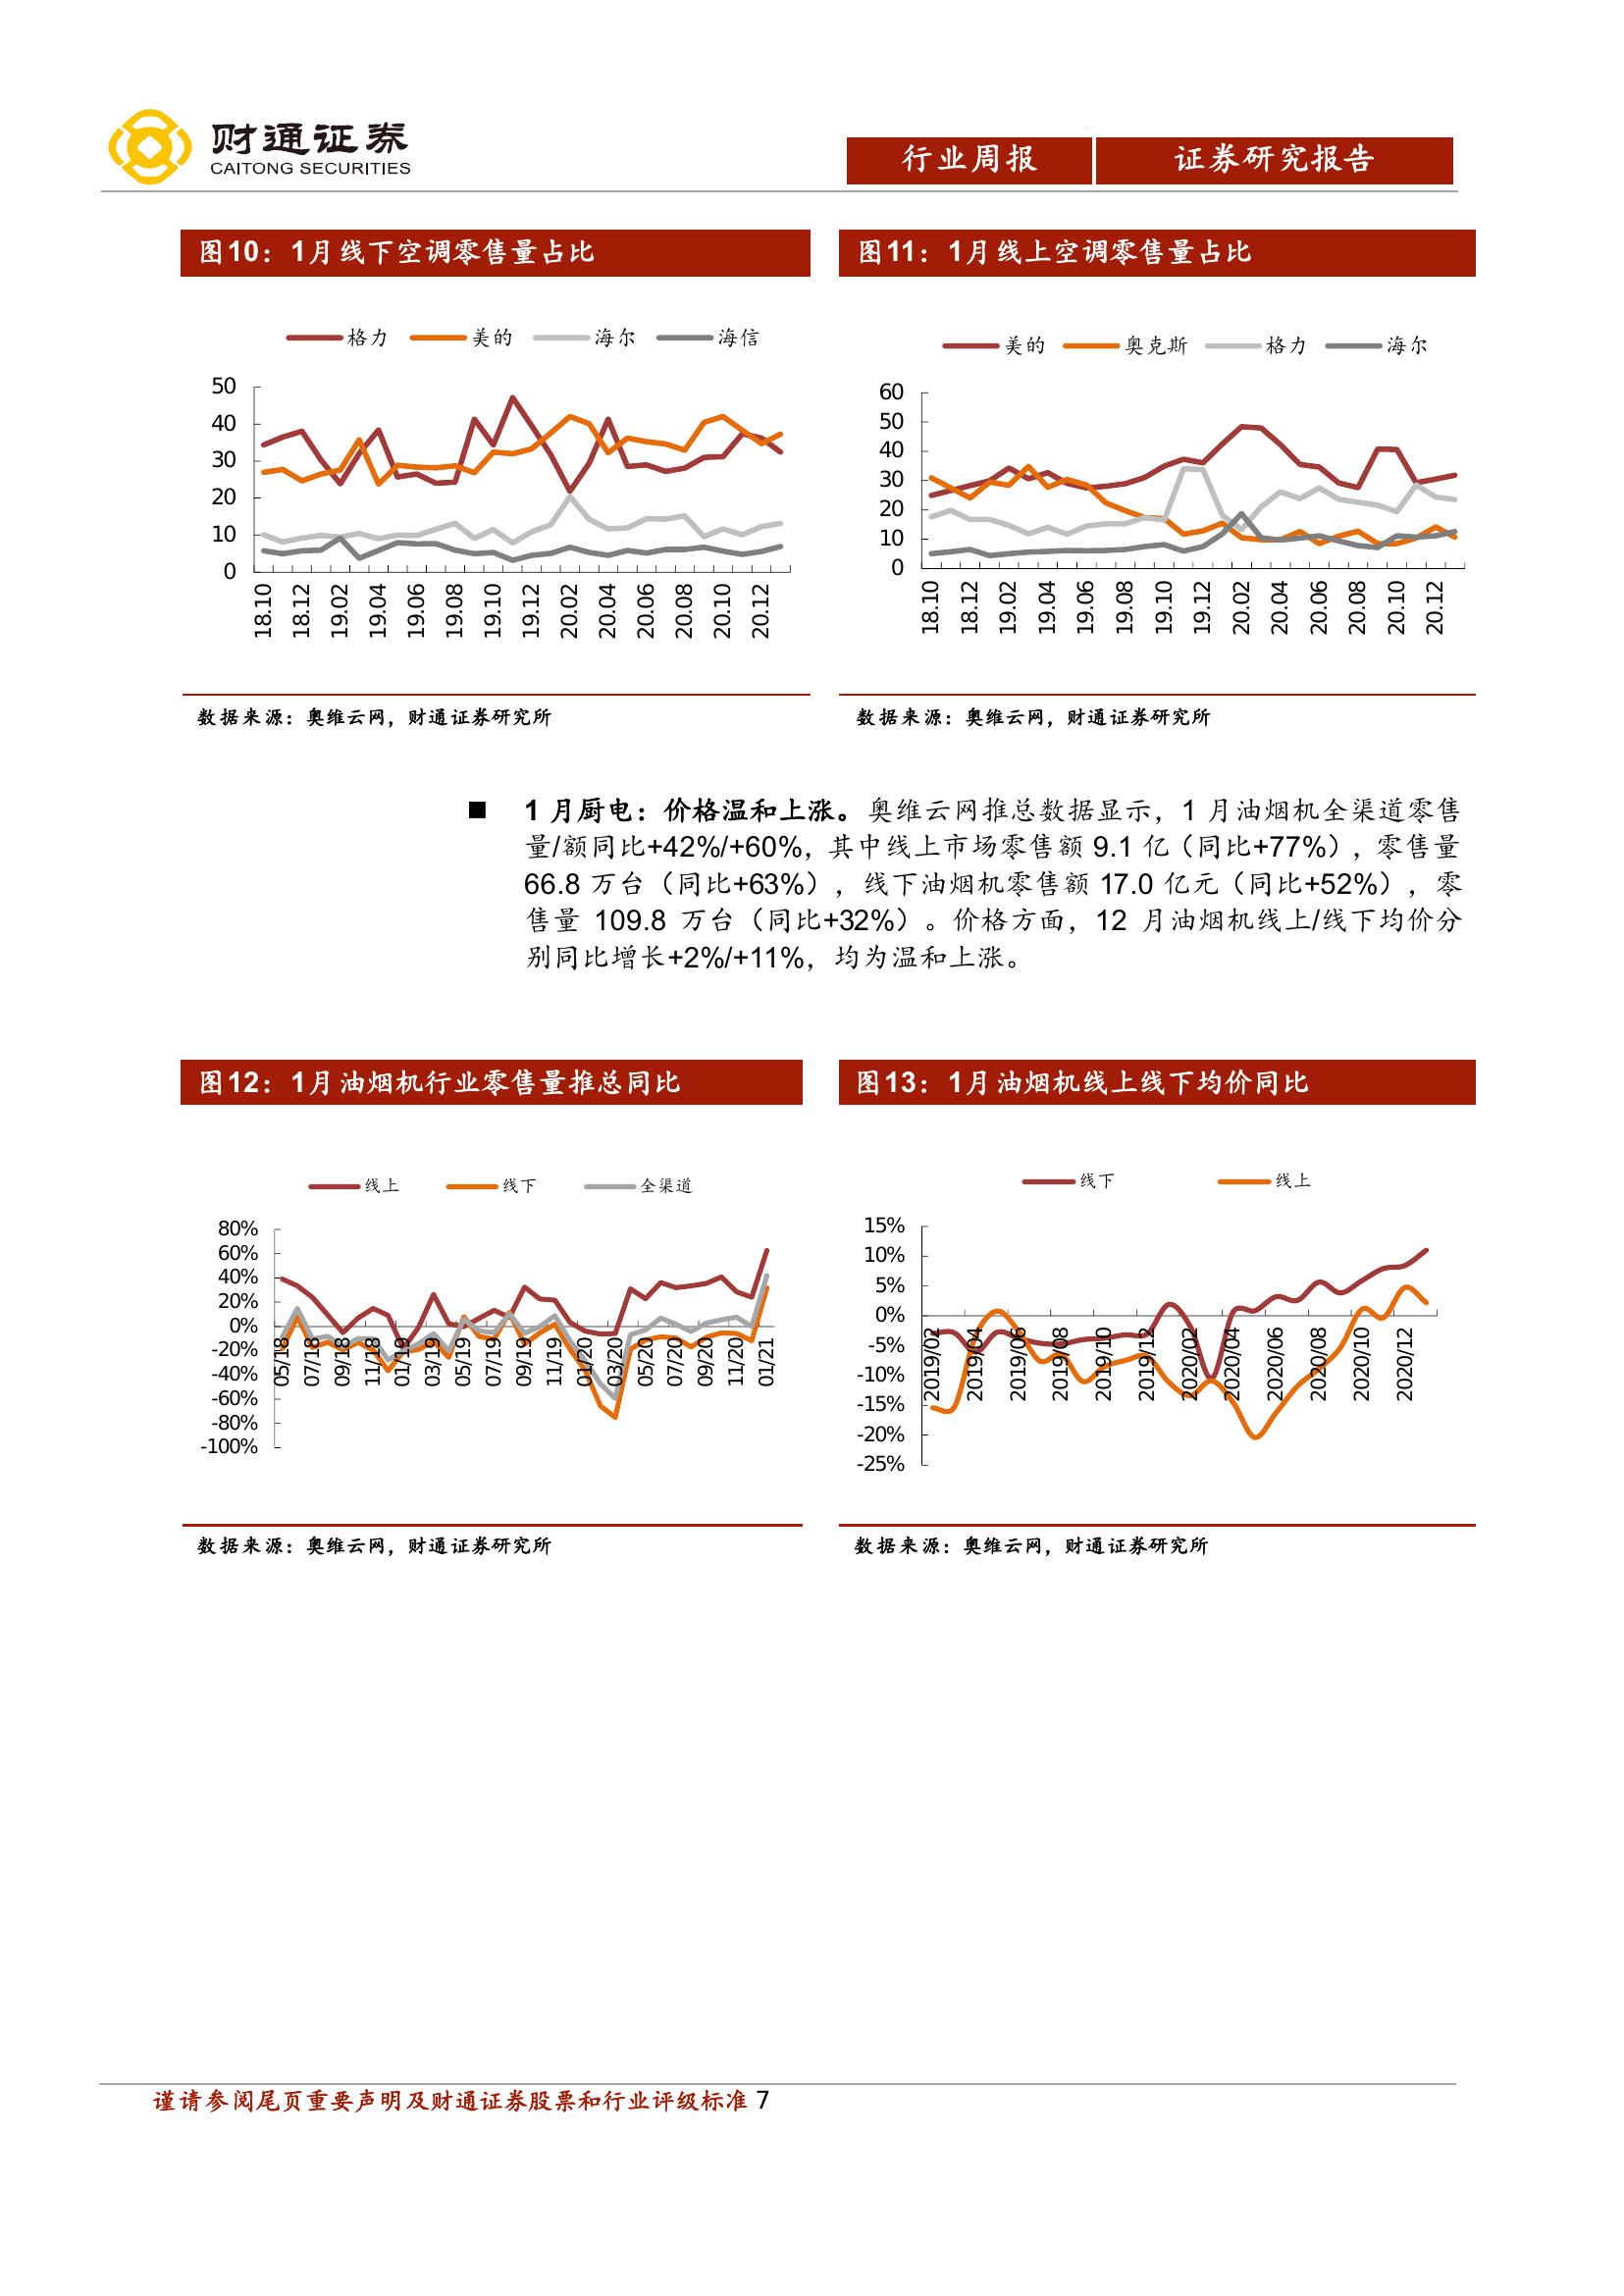 财通证券
CAITONG SECURITIES
行业周报 证券研究报告
图10：1月线下空调零售量占比
格力 美的 海尔 海信
50
40
30
20
10
0
18.10 18.12 19.02 19.04 19.06 19.08 19.10 19.12 20.02 20.04 20.06 20.08 20.10 20.12
数据来源：奥维云网，财通证券研究所
图11：1月线上空调零售量占比
美的 奥克斯 格力 海尔
60
50
40
30
20
10
0
18.10 18.12 19.02 19.04 19.06 19.08 19.10 19.12 20.02 20.04 20.06 20.08 20.10 20.12
数据来源：奥维云网，财通证券研究所
■ 1 月厨电：价格温和上涨。奥维云网推总数据显示，1 月油烟机全渠道零售
量/额同比+42%/+60%，其中线上市场零售额 9.1 亿（同比+77%），零售量
66.8 万台（同比+63%），线下油烟机零售额 17.0 亿元（同比+52%），零
售量 109.8 万台（同比+32%）。价格方面，12 月油烟机线上/线下均价分
别同比增长+2%/+11%，均为温和上涨。
图12：1月油烟机行业零售量推总同比
线上 线下 全渠道
80%
60%
40%
20%
0%
-20%
-40%
-60%
-80%
-100%
05/18 07/18 09/18 11/18 01/19 03/19 05/19 07/19 09/19 11/19 01/20 03/20 05/20 07/20 09/20 11/20 01/21
数据来源：奥维云网，财通证券研究所
图13：1月油烟机线上线下均价同比
线下 线上
15%
10%
5%
0%
-5%
-10%
-15%
-20%
-25%
2019/02 2019/04 2019/06 2019/08 2019/10 2019/12 2020/02 2020/04 2020/06 2020/08 2020/10 2020/12
数据来源：奥维云网，财通证券研究所
谨请参阅尾页重要声明及财通证券股票和行业评级标准 7